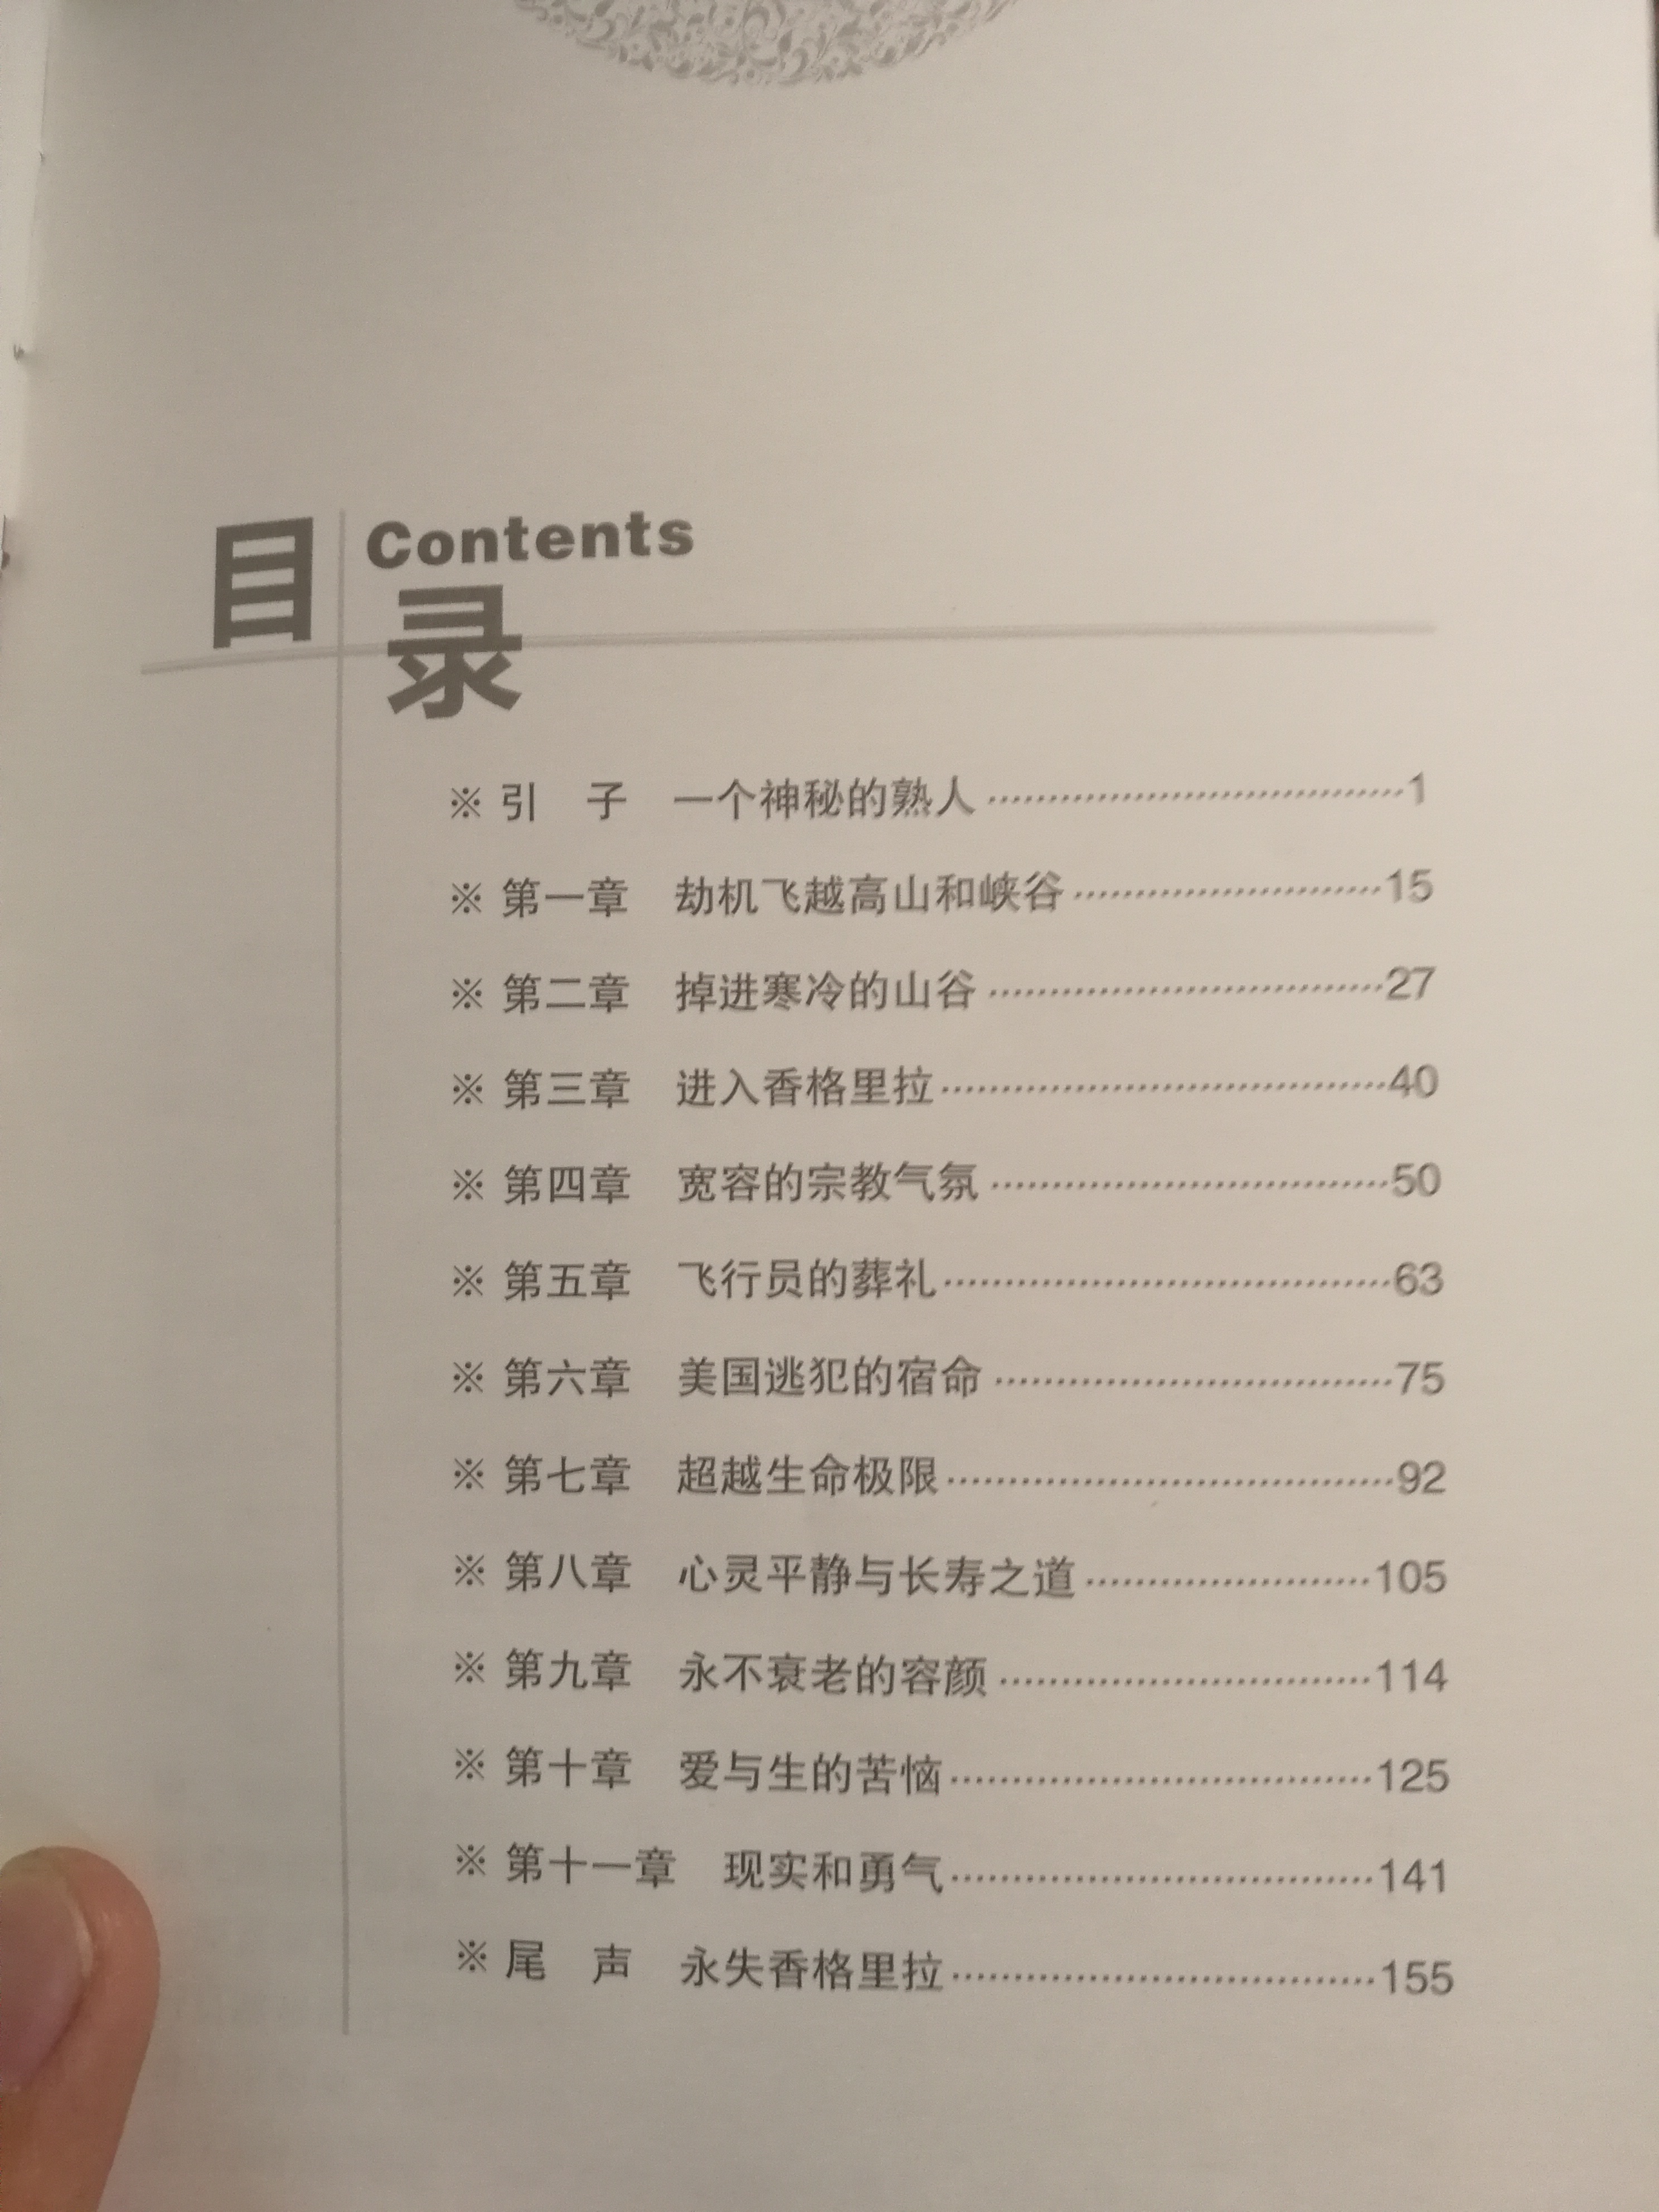 目录
Contents
※ 引 子 一个神秘的熟人……………………………1
※ 第一章 劫机飞越高山和峡谷……………………15
※ 第二章 掉进寒冷的山谷…………………………27
※ 第三章 进入香格里拉……………………………40
※ 第四章 宽容的宗教气氛…………………………50
※ 第五章 飞行员的葬礼……………………………63
※ 第六章 美国逃犯的宿命…………………………75
※ 第七章 超越生命极限……………………………92
※ 第八章 心灵平静与长寿之道……………………105
※ 第九章 永不衰老的容颜…………………………114
※ 第十章 爱与生的苦恼……………………………125
※ 第十一章 现实和勇气……………………………141
※ 尾 声 永失香格里拉……………………………155